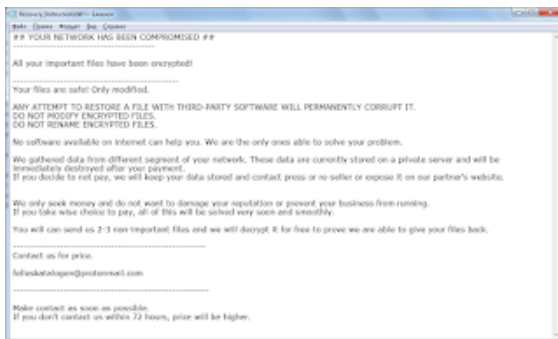 Файл Правка Формат Вид Справка
## YOUR NETWORK HAS BEEN COMPROMISED ##
------------------------------------------
All your important files have been encrypted!
------------------------------------------
Your files are safe! Only modified.
ANY ATTEMPT TO RESTORE A FILE WITH THIRD-PARTY SOFTWARE WILL PERMANENTLY CORRUPT IT.
DO NOT MODIFY ENCRYPTED FILES.
DO NOT RENAME ENCRYPTED FILES.
No software available on internet can help you. We are the only ones able to solve your problem.
We gathered data from different segment of your network. These data are currently stored on a private server and will be
immediately destroyed after your payment.
If you decide to not pay, we will keep your data stored and contact press or re-seller or expose it on our partner's website.
We only seek money and do not want to damage your reputation or prevent your business from running.
If you take wise choice to pay, all of this will be solved very soon and smoothly.
You will can send us 2-3 non-important files and we will decrypt it for free to prove we are able to give your files back.
------------------------------------------
Contact us for price.
felleskatalogen@protonmail.com
------------------------------------------
Make contact as soon as possible.
If you don't contact us within 72 hours, price will be higher.